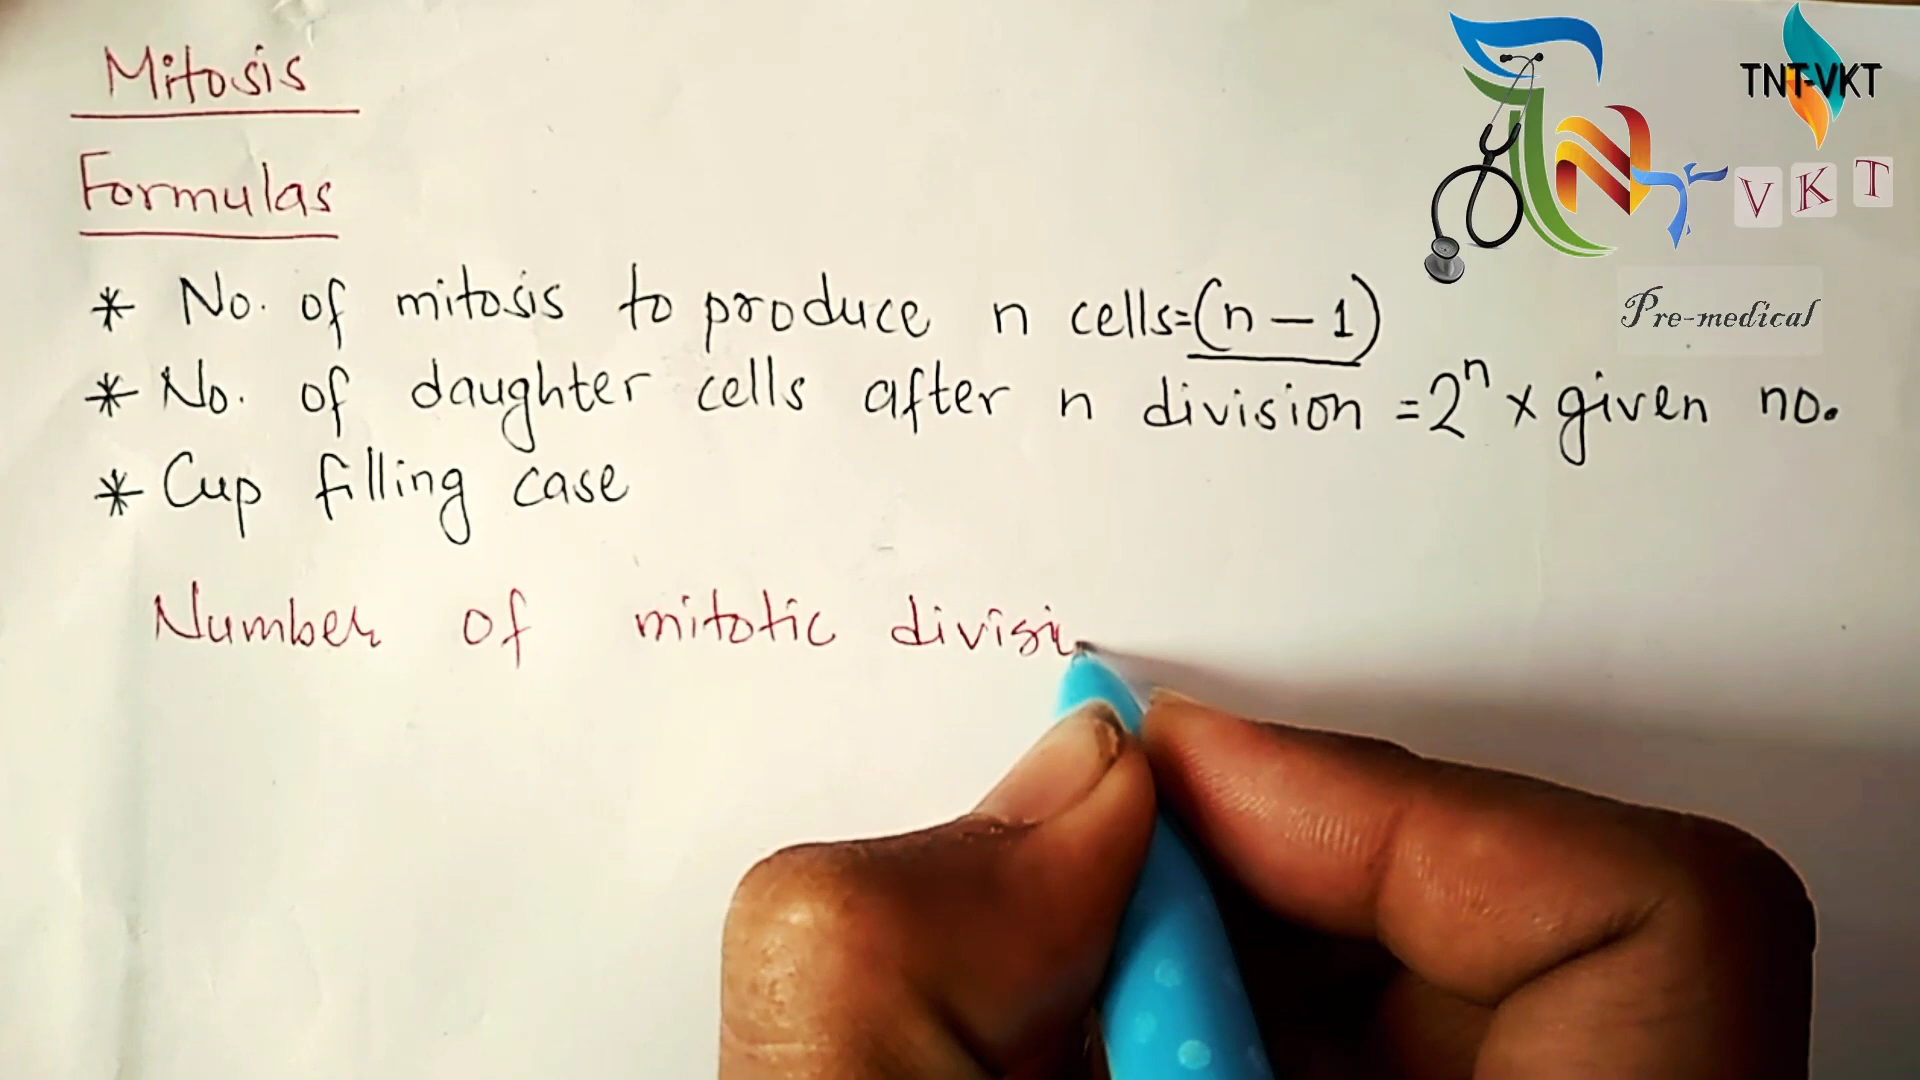 Mitosis
Formulas
* No. of mitosis to produce n cells=(n-1)
* No. of daughter cells after n division = 2ⁿ × given no.
* Cup filling case
Number of mitotic divisi
TNT-VKT
TNT-VKT
Pre-medical